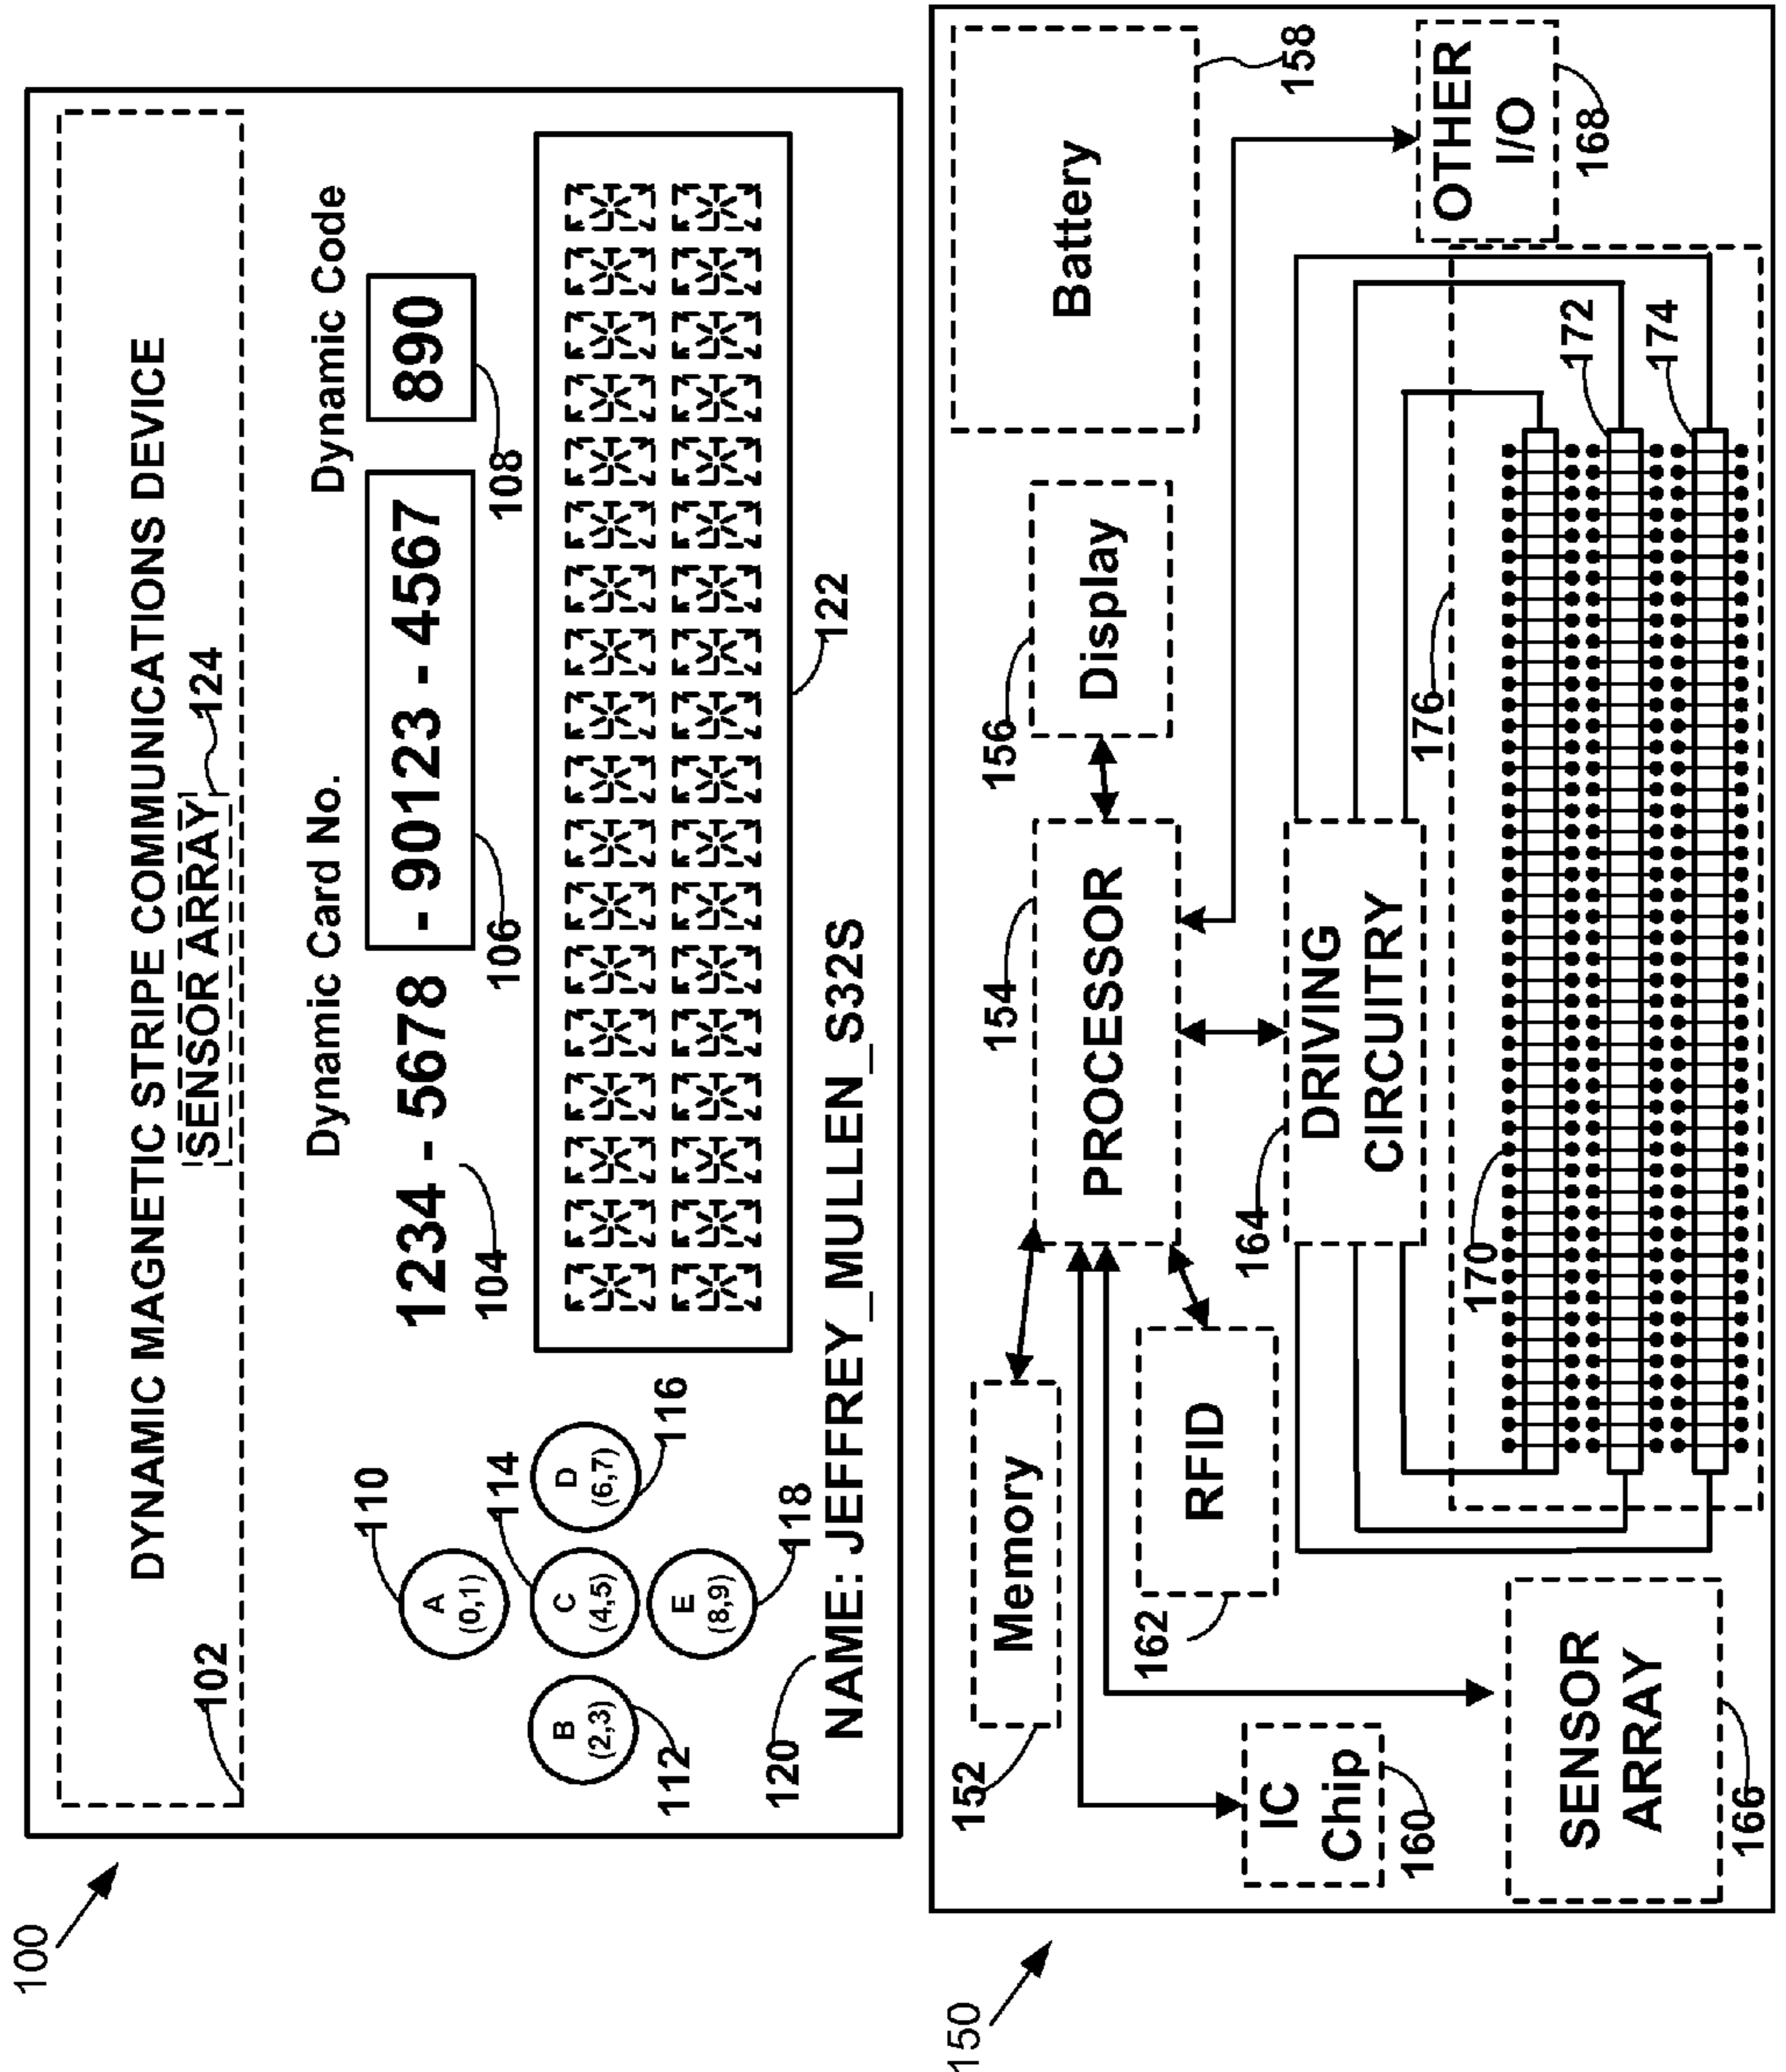 100
DYNAMIC MAGNETIC STRIPE COMMUNICATIONS DEVICE
SENSOR ARRAY
124
102
Dynamic Card No.
Dynamic Code
1234 - 5678 - 90123 - 4567
890
104
106
108
110
A
(0,1)
B
(2,3)
112
C
(4,5)
114
D
(6,7)
116
E
(8,9)
118
122
120
NAME: JEFFREY_MULLEN_S32S
150
152
Memory
154
PROCESSOR
156
Display
Battery
158
IC
Chip
160
RFID
162
164
DRIVING
CIRCUITRY
OTHER
I/O
168
SENSOR
ARRAY
166
170
176
172
174